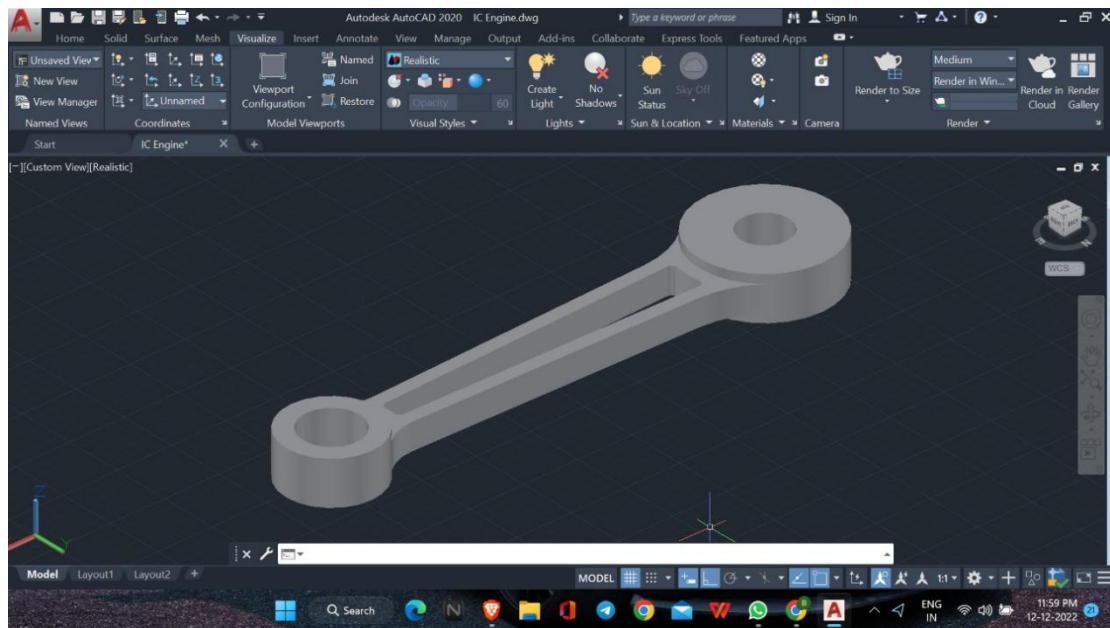 Autodesk AutoCAD 2020 IC Engine.dwg Type a keyword or phrase Sign In
Home Solid Surface Mesh Visualize Insert Annotate View Manage Output Add-ins Collaborate Express Tools Featured Apps
Unsaved View Named Realistic Medium
New View Join Create Light No Shadows Sun Status Sky Off Render to Size Render in Win... Render in Cloud Render Gallery
View Manager Unnamed Viewport Configuration Restore Opacity 60
Named Views Coordinates Model Viewports Visual Styles Lights Sun & Location Materials Camera Render
Start IC Engine* X +
[−][Custom View][Realistic]
WCS
Z
Y
Model Layout1 Layout2 + MODEL 1:1
Search ENG IN 11:59 PM 12-12-2022 21